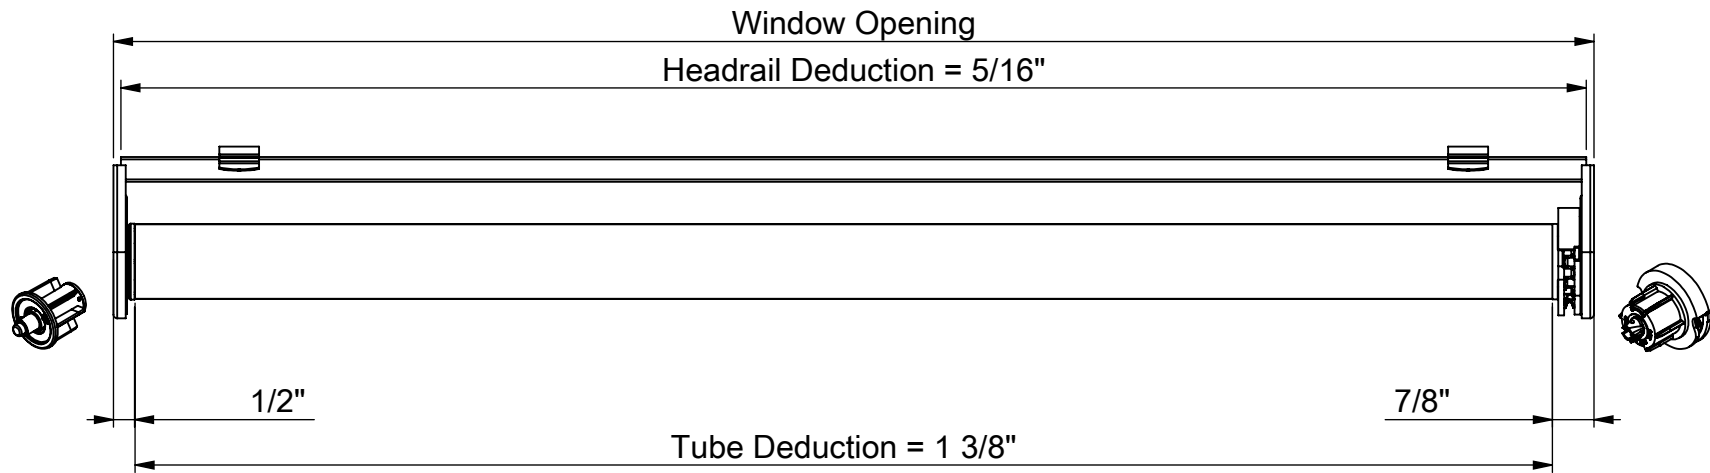 Window Opening
Headrail Deduction = 5/16"
1/2"
7/8"
Tube Deduction = 1 3/8"